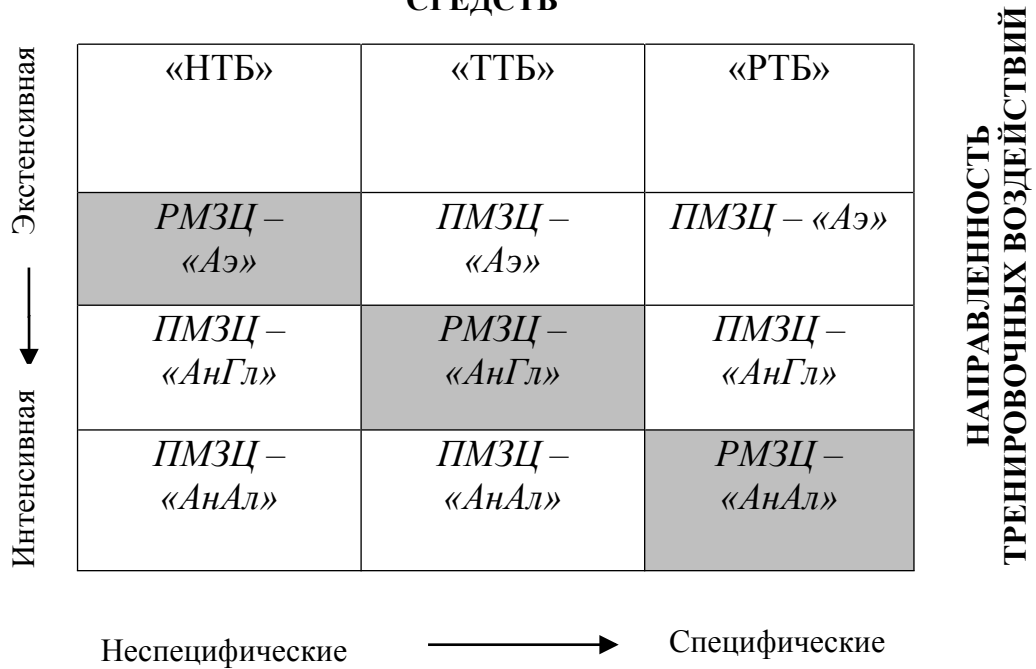 СРЕДСТВ
«НТБ» «ТТБ» «РТБ»
РМЗЦ – ПМЗЦ – ПМЗЦ – «Аэ»
«Аэ» «Аэ»
ПМЗЦ – РМЗЦ – ПМЗЦ –
«АнГл» «АнГл» «АнГл»
ПМЗЦ – ПМЗЦ – РМЗЦ –
«АнАл» «АнАл» «АнАл»
Экстенсивная
Интенсивная
НАПРАВЛЕННОСТЬ
ТРЕНИРОВОЧНЫХ ВОЗДЕЙСТВИЙ
Неспецифические Специфические